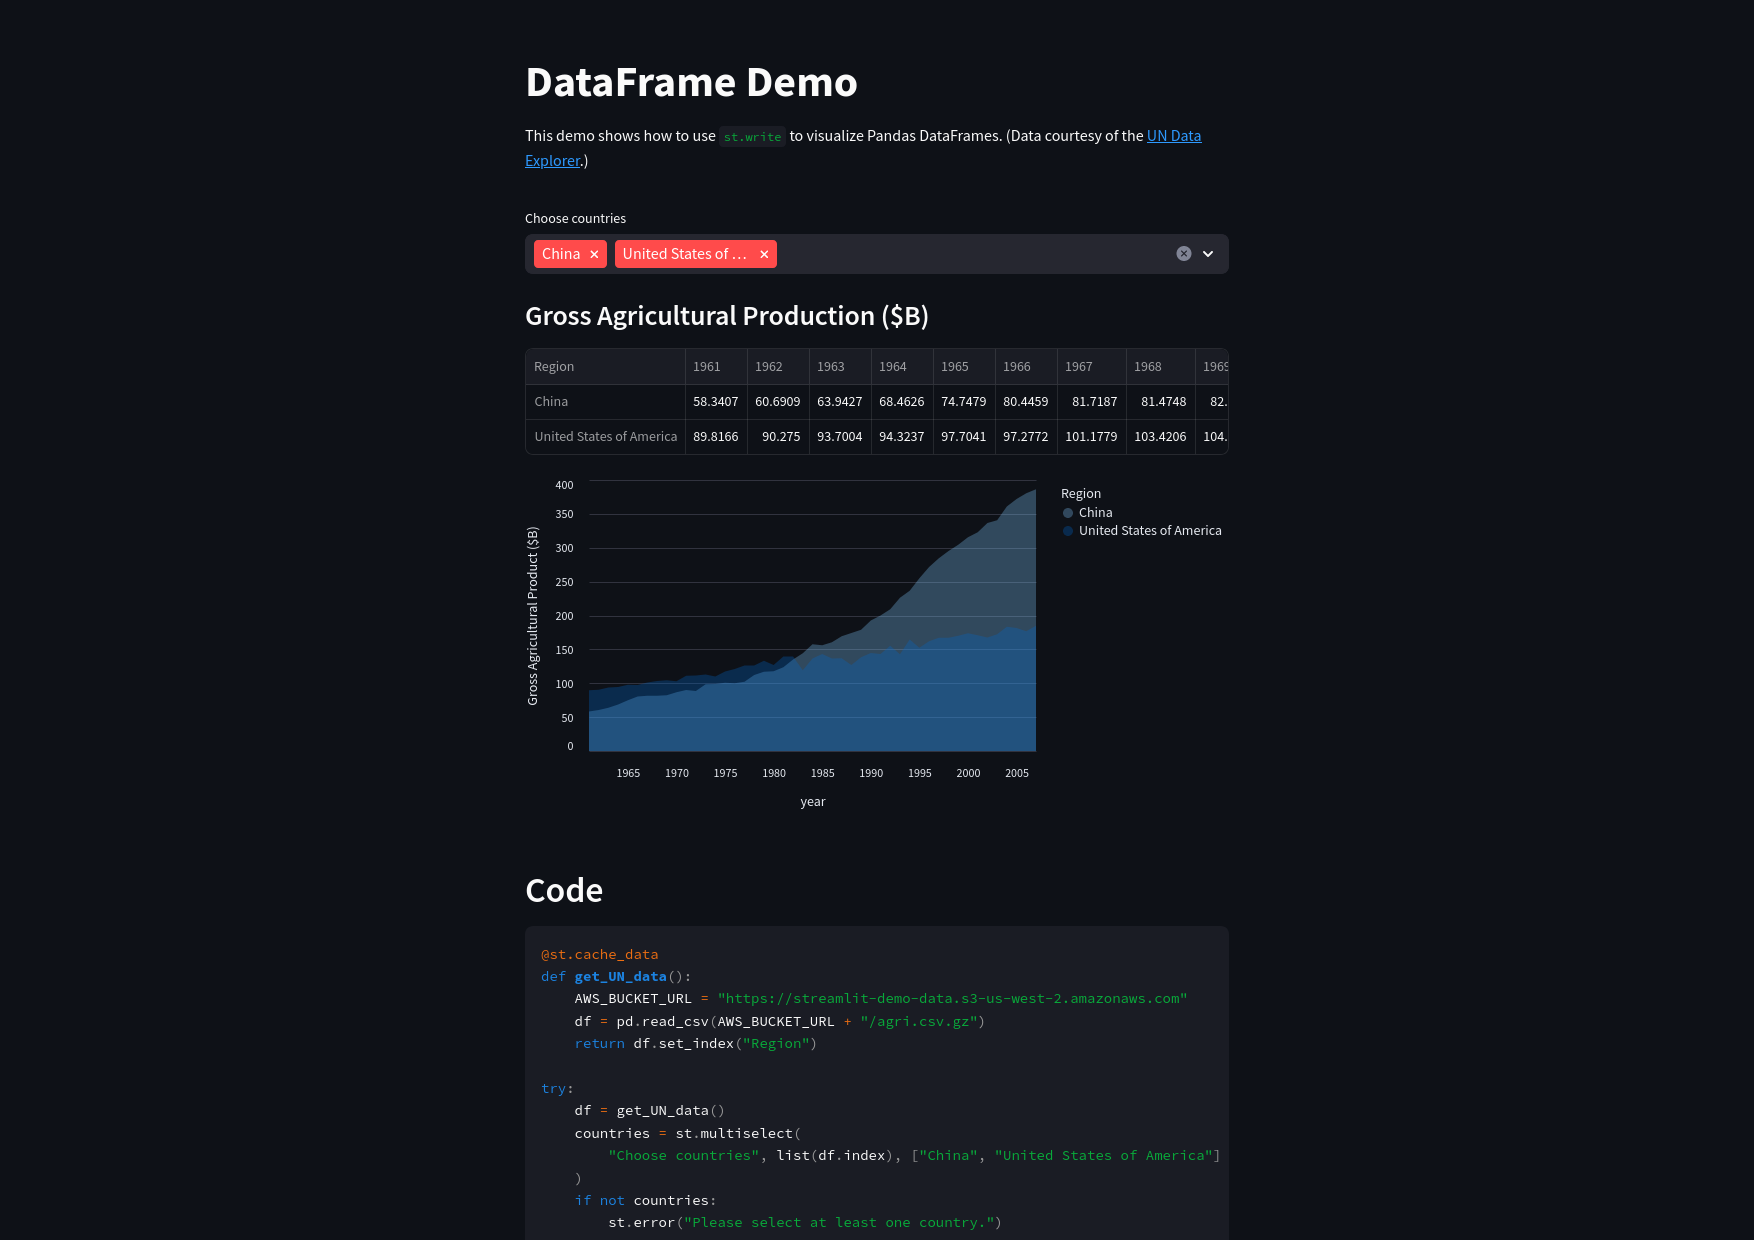 DataFrame Demo
This demo shows how to use st.write to visualize Pandas DataFrames. (Data courtesy of the UN Data
Explorer.)
Choose countries
China × United States of … ×
Gross Agricultural Production ($B)
Region 1961 1962 1963 1964 1965 1966 1967 1968 1969
China 58.3407 60.6909 63.9427 68.4626 74.7479 80.4459 81.7187 81.4748 82.
United States of America 89.8166 90.275 93.7004 94.3237 97.7041 97.2772 101.1779 103.4206 104.
Gross Agricultural Product ($B)
400
350
300
250
200
150
100
50
0
1965 1970 1975 1980 1985 1990 1995 2000 2005
year
Region
China
United States of America
Code
@st.cache_data
def get_UN_data():
    AWS_BUCKET_URL = "https://streamlit-demo-data.s3-us-west-2.amazonaws.com"
    df = pd.read_csv(AWS_BUCKET_URL + "/agri.csv.gz")
    return df.set_index("Region")
try:
    df = get_UN_data()
    countries = st.multiselect(
        "Choose countries", list(df.index), ["China", "United States of America"]
    )
    if not countries:
        st.error("Please select at least one country.")